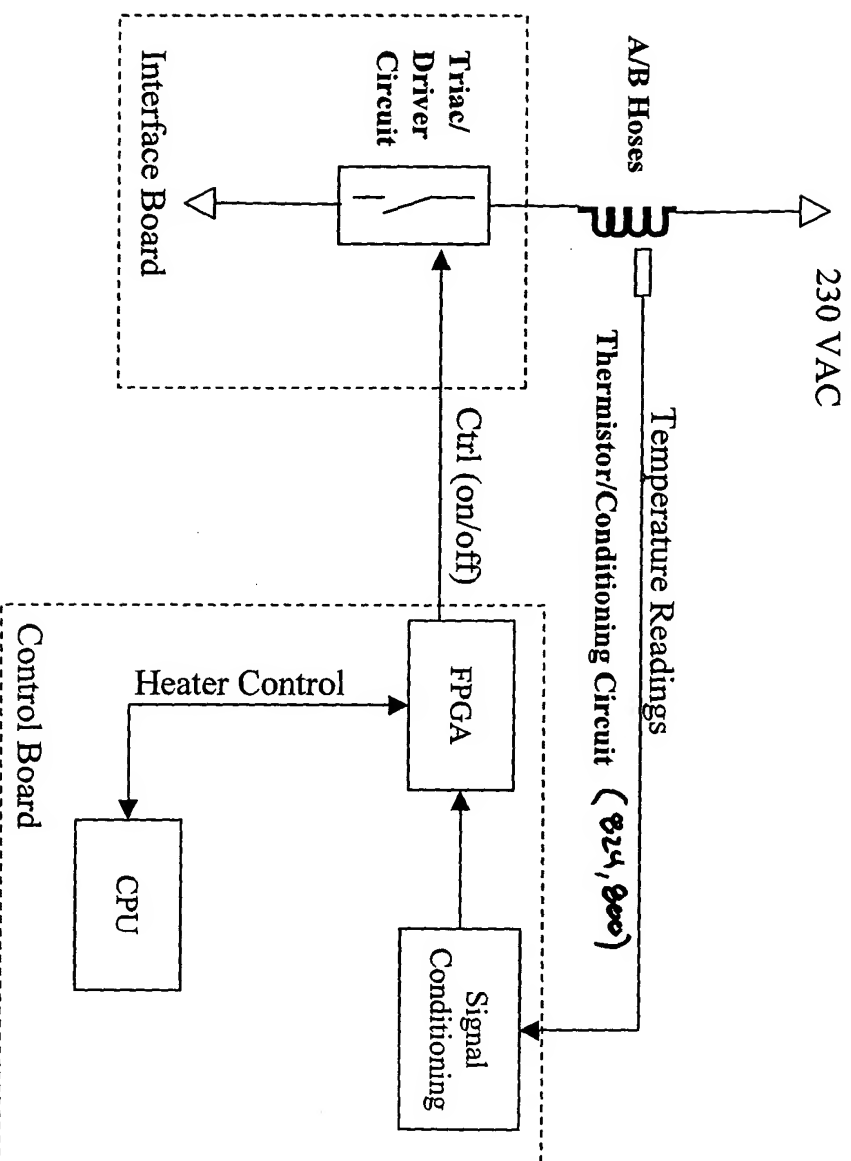 230 VAC
A/B Hoses
Temperature Readings
Thermistor/Conditioning Circuit (824,800)
Triac/
Driver
Circuit
Interface Board
Ctrl (on/off)
FPGA
Signal
Conditioning
Heater Control
CPU
Control Board